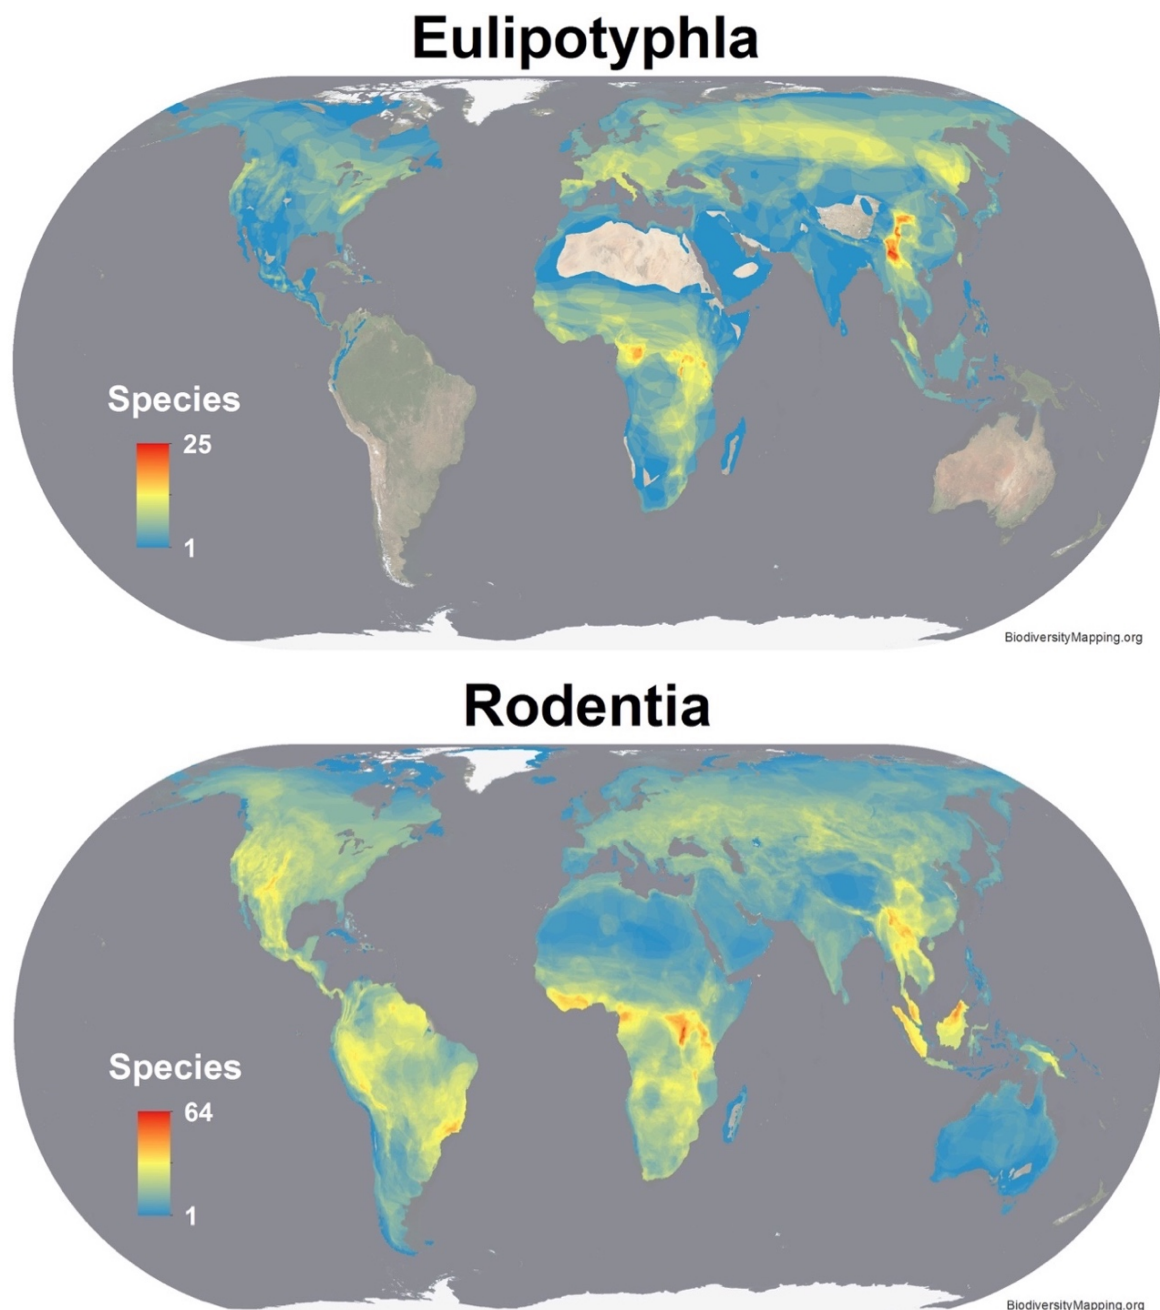 Eulipotyphla
Species
25
1
BiodiversityMapping.org
Rodentia
Species
64
1
BiodiversityMapping.org